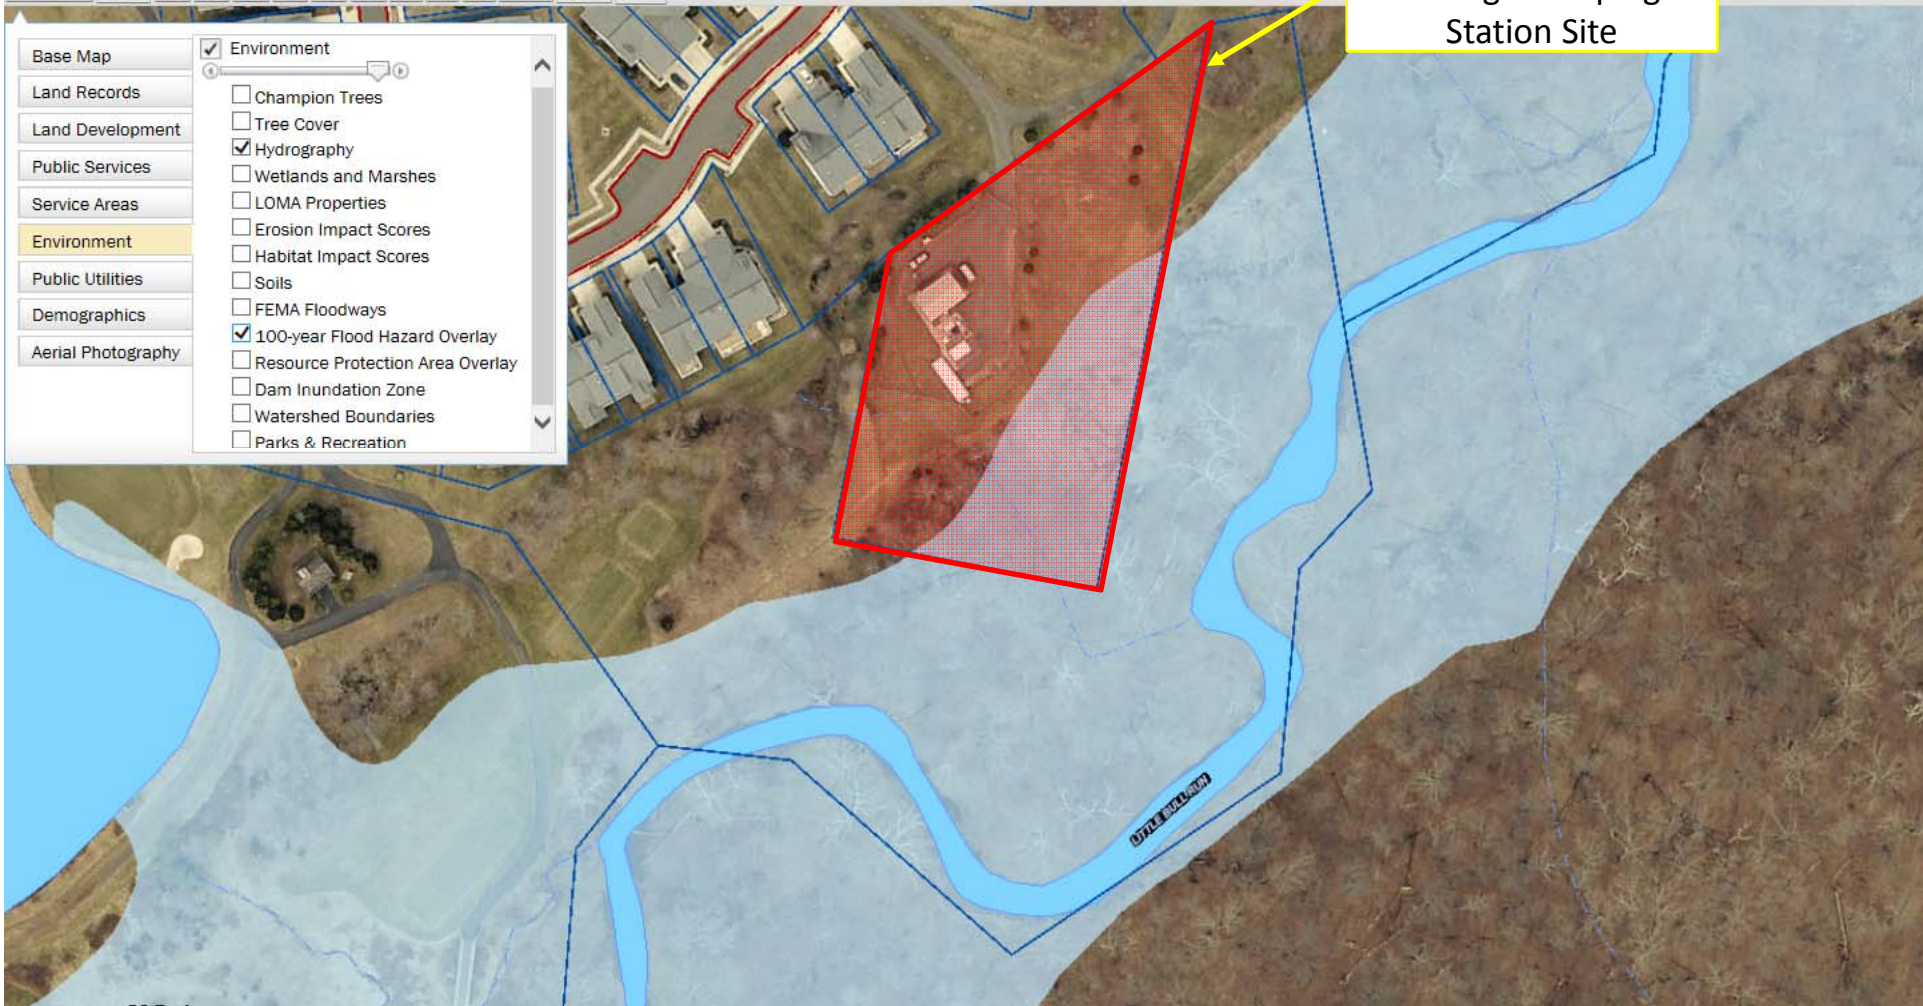 Station Site
Base Map
Land Records
Land Development
Public Services
Service Areas
Environment
Public Utilities
Demographics
Aerial Photography
Environment
Champion Trees
Tree Cover
Hydrography
Wetlands and Marshes
LOMA Properties
Erosion Impact Scores
Habitat Impact Scores
Soils
FEMA Floodways
100-year Flood Hazard Overlay
Resource Protection Area Overlay
Dam Inundation Zone
Watershed Boundaries
Parks & Recreation
LITTLE BULL RUN